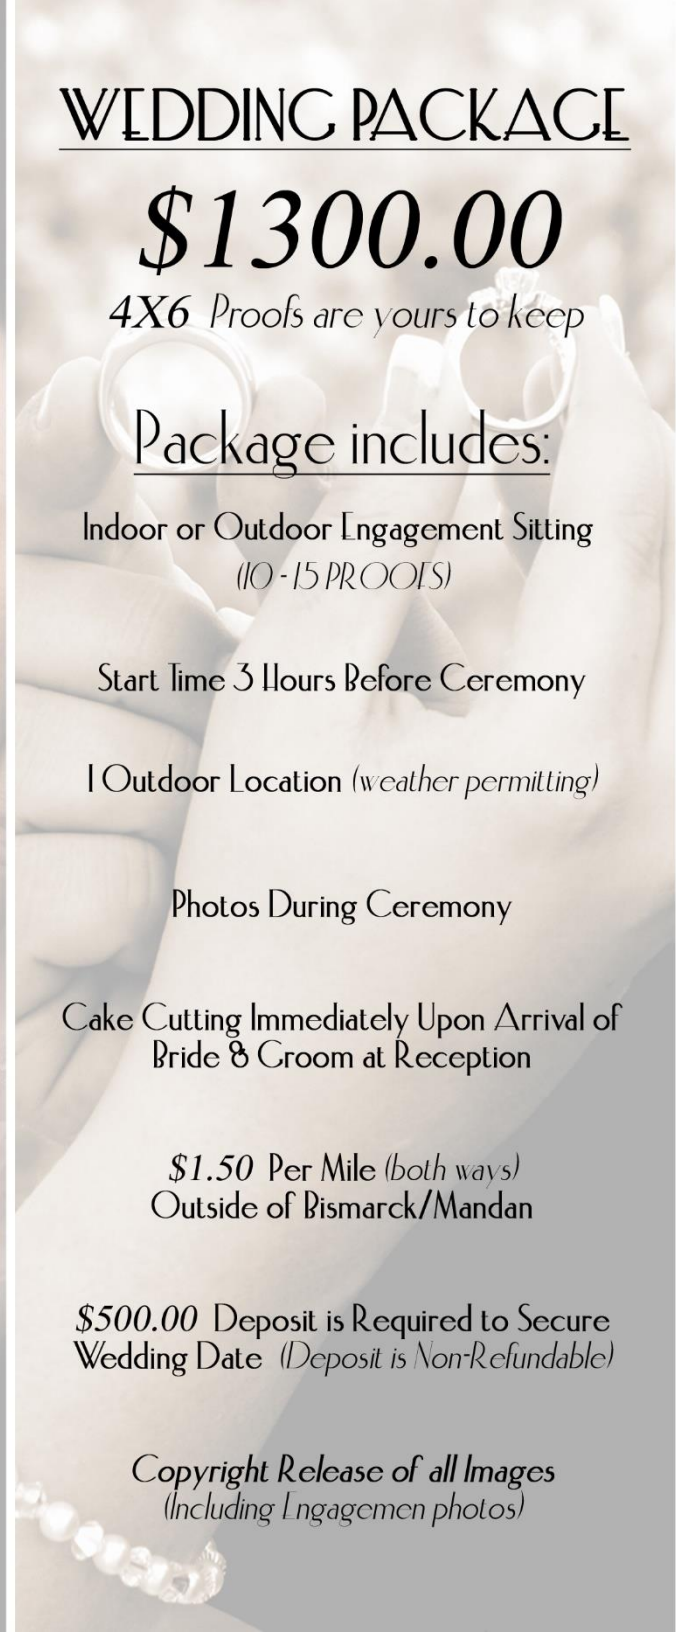 WEDDING PACKAGE
$1300.00
4X6 Proofs are yours to keep
Package includes:
Indoor or Outdoor Engagement Sitting
(10 - 15 PROOFS)
Start Time 3 Hours Before Ceremony
1 Outdoor Location (weather permitting)
Photos During Ceremony
Cake Cutting Immediately Upon Arrival of
Bride & Groom at Reception
$1.50 Per Mile (both ways)
Outside of Bismarck/Mandan
$500.00 Deposit is Required to Secure
Wedding Date (Deposit is Non-Refundable)
Copyright Release of all Images
(Including Engagemen photos)